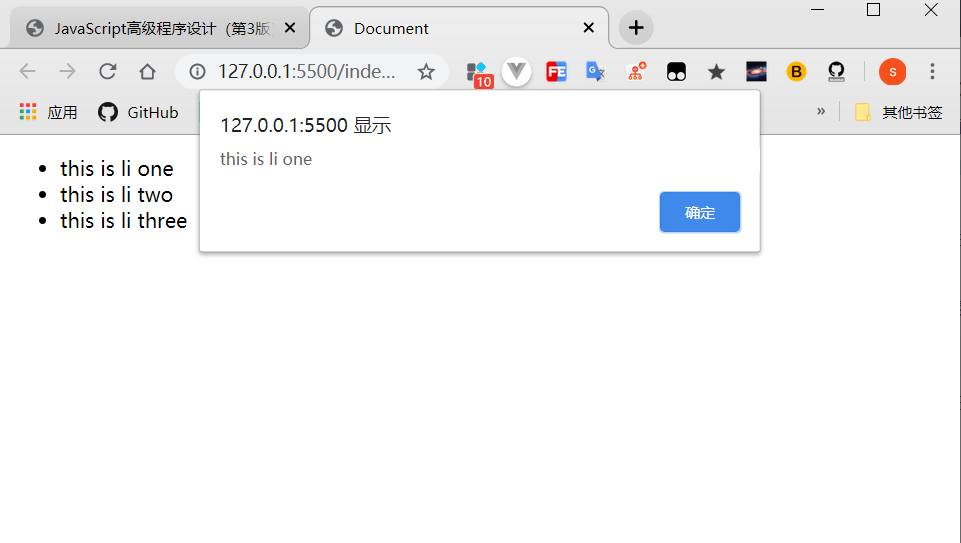 JavaScript高级程序设计（第3版
Document
127.0.0.1:5500/inde...
10
FE
G
B
s
应用
GitHub
»
其他书签
127.0.0.1:5500 显示
this is li one
确定
this is li one
this is li two
this is li three